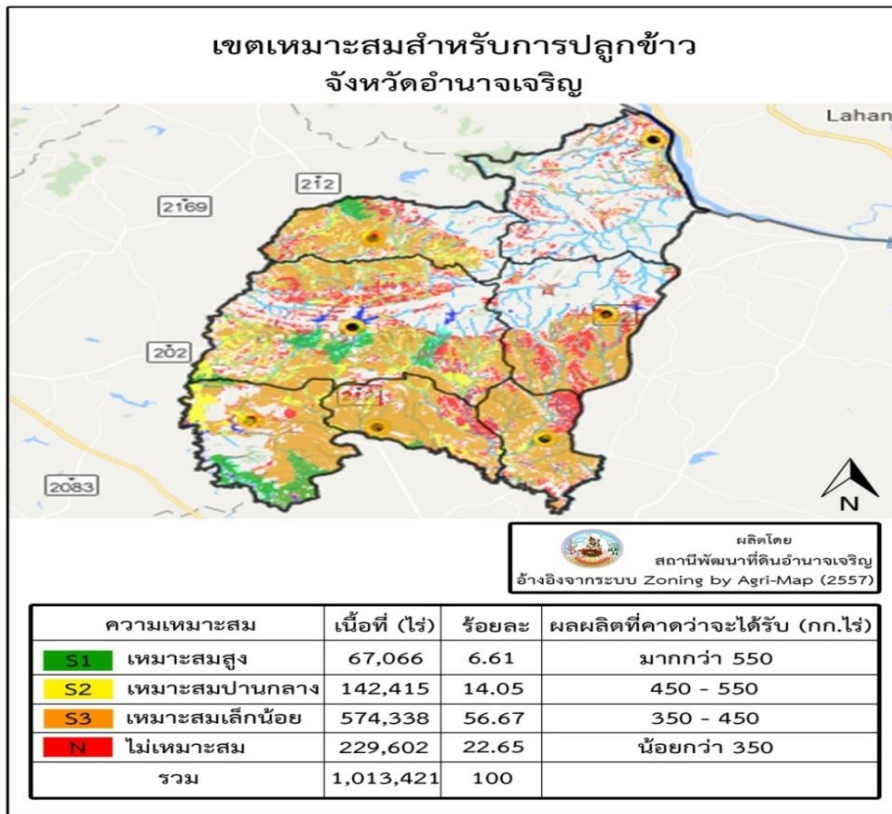 เขตเหมาะสมสำหรับการปลูกข้าว
จังหวัดอำนาจเจริญ
Lahan
212
2169
202
2083
N
ผลิตโดย
สถานีพัฒนาที่ดินอำนาจเจริญ
อ้างอิงจากระบบ Zoning by Agri-Map (2557)
ความเหมาะสม เนื้อที่ (ไร่) ร้อยละ ผลผลิตที่คาดว่าจะได้รับ (กก.ไร่)
S1 เหมาะสมสูง 67,066 6.61 มากกว่า 550
S2 เหมาะสมปานกลาง 142,415 14.05 450 - 550
S3 เหมาะสมเล็กน้อย 574,338 56.67 350 - 450
N ไม่เหมาะสม 229,602 22.65 น้อยกว่า 350
รวม 1,013,421 100